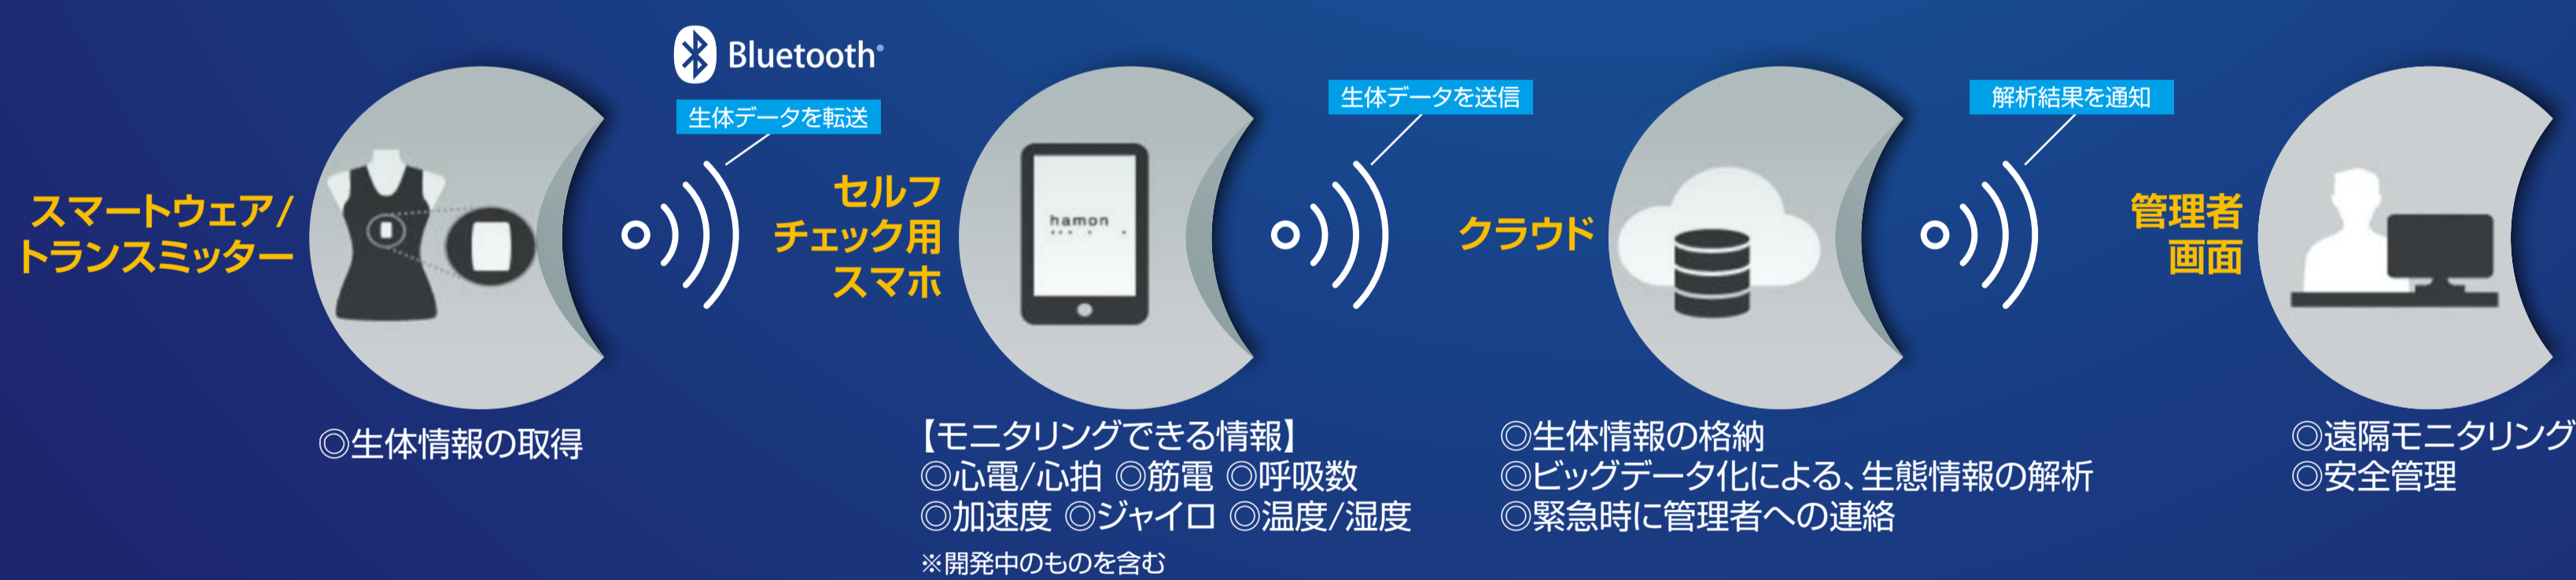 スマートウェア/
トランスミッター
◎生体情報の取得
Bluetooth®
生体データを転送
セルフ
チェック用
スマホ
hamon
【モニタリングできる情報】
◎心電/心拍 ◎筋電 ◎呼吸数
◎加速度 ◎ジャイロ ◎温度/湿度
※開発中のものを含む
生体データを送信
クラウド
◎生体情報の格納
◎ビッグデータ化による、生態情報の解析
◎緊急時に管理者への連絡
解析結果を通知
管理者
画面
◎遠隔モニタリング
◎安全管理